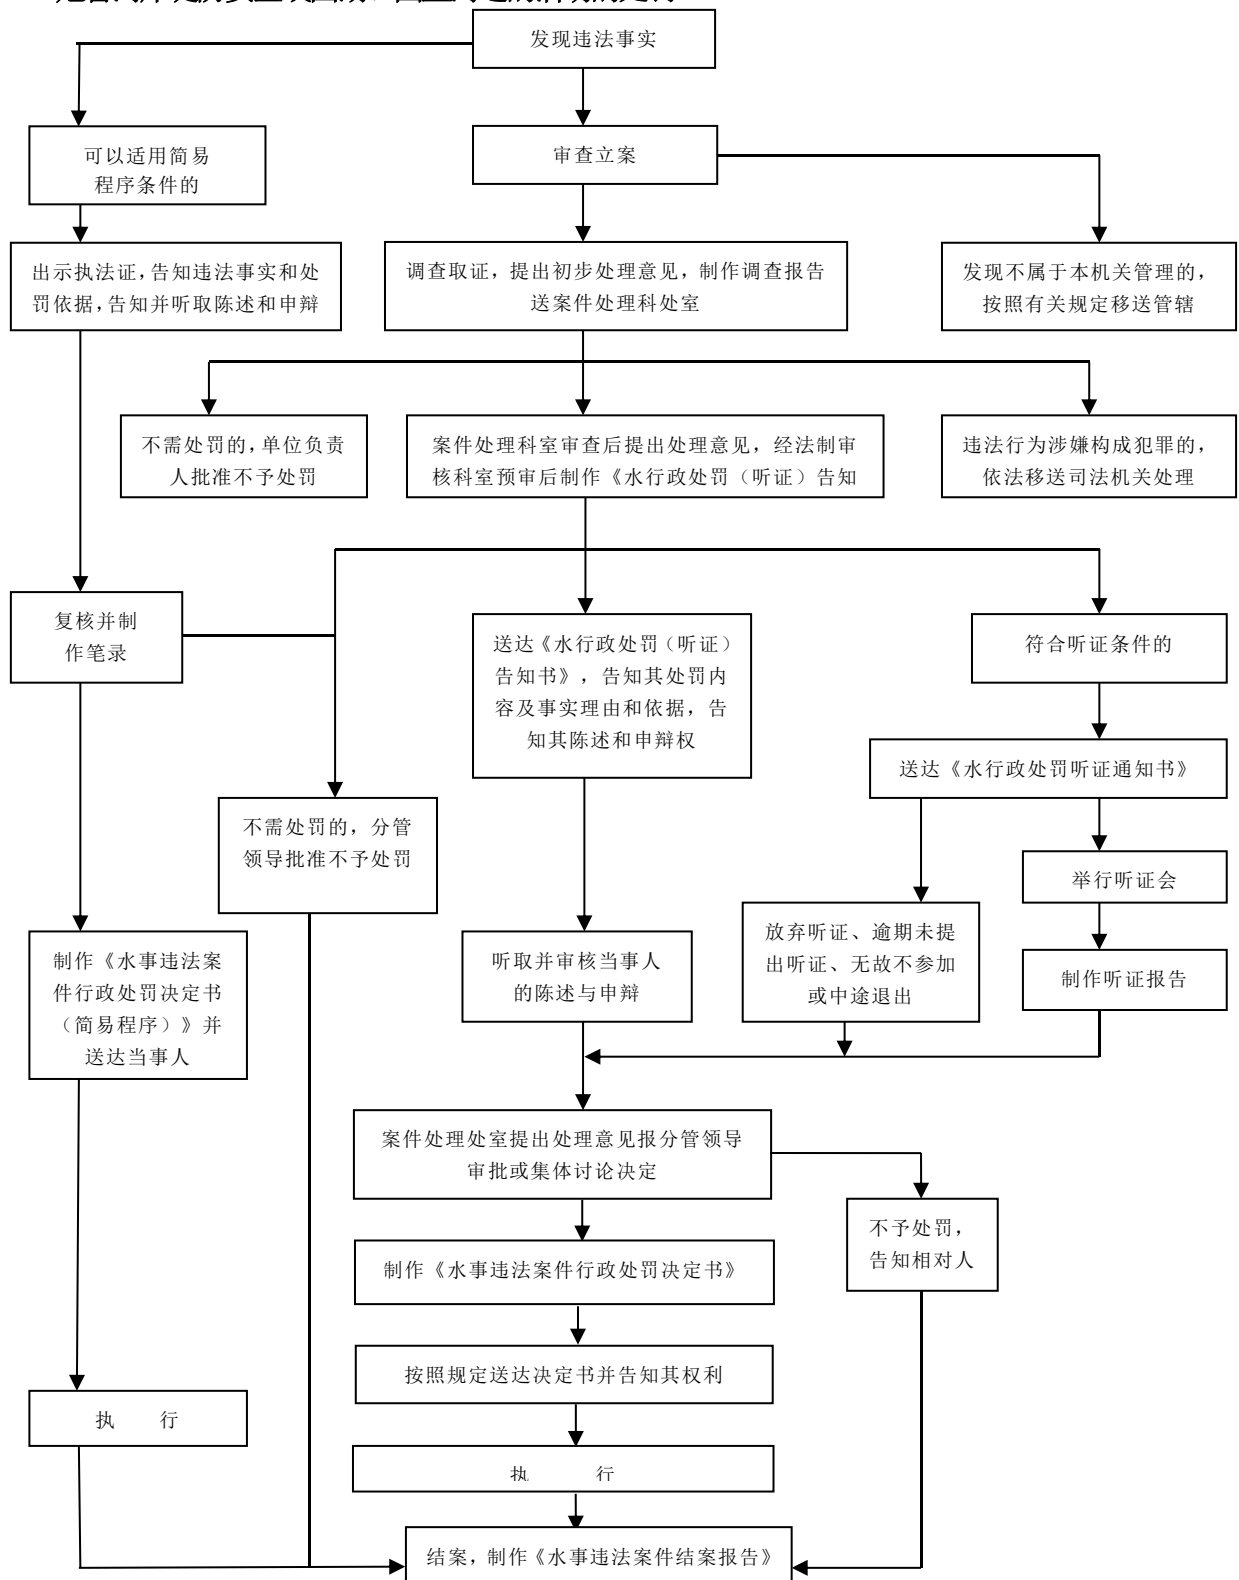 发现违法事实
可以适用简易
程序条件的
审查立案
出示执法证，告知违法事实和处
罚依据，告知并听取陈述和申辩
调查取证，提出初步处理意见，制作调查报告
送案件处理科处室
发现不属于本机关管理的，
按照有关规定移送管辖
不需处罚的，单位负责
人批准不予处罚
案件处理科室审查后提出处理意见，经法制审
核科室预审后制作《水行政处罚（听证）告知
违法行为涉嫌构成犯罪的，
依法移送司法机关处理
复核并制
作笔录
送达《水行政处罚（听证）
告知书》，告知其处罚内
容及事实理由和依据，告
知其陈述和申辩权
符合听证条件的
送达《水行政处罚听证通知书》
不需处罚的，分管
领导批准不予处罚
举行听证会
放弃听证、逾期未提
出听证、无故不参加
或中途退出
制作听证报告
听取并审核当事人
的陈述与申辩
制作《水事违法案
件行政处罚决定书
（简易程序）》并
送达当事人
案件处理处室提出处理意见报分管领导
审批或集体讨论决定
不予处罚，
告知相对人
制作《水事违法案件行政处罚决定书》
按照规定送达决定书并告知其权利
执 行
执 行
结案，制作《水事违法案件结案报告》